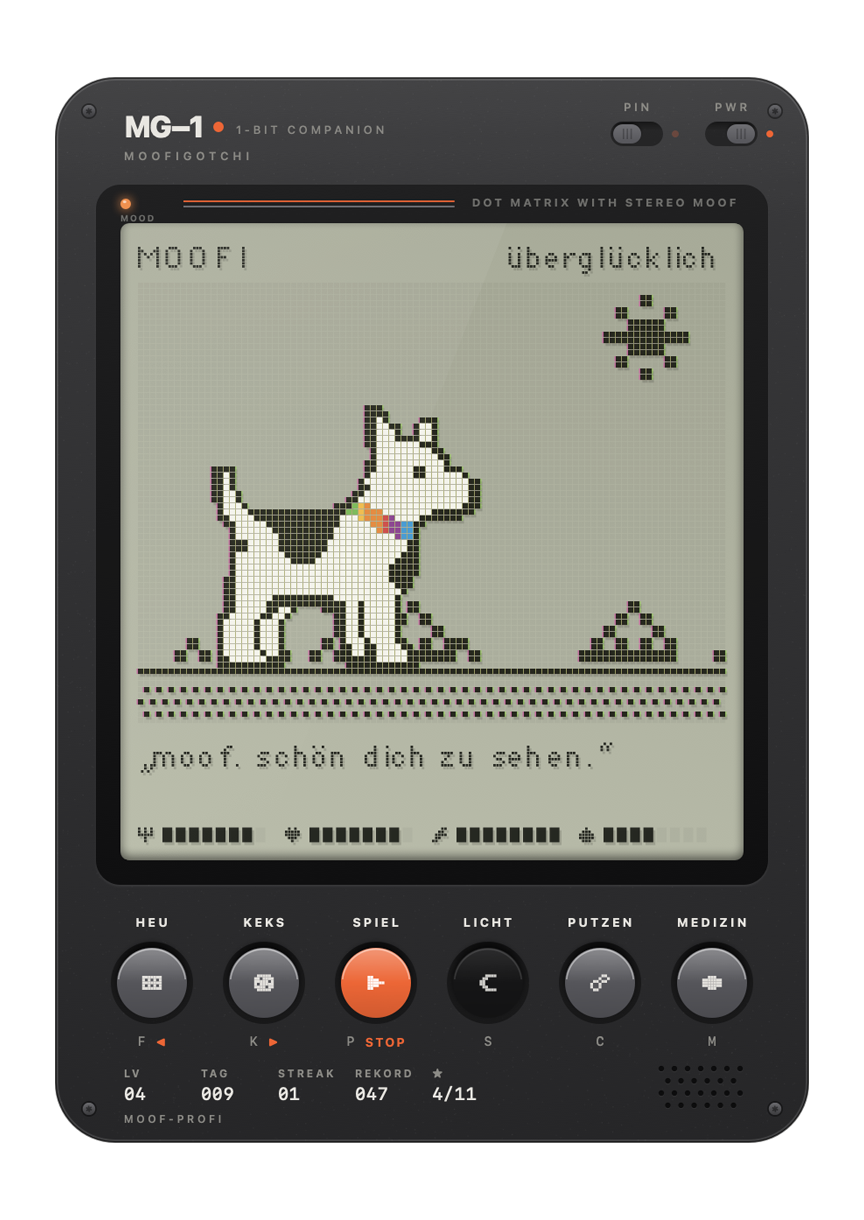 PIN PWR
MG–1 1-BIT COMPANION
MOOFIGOTCHI
DOT MATRIX WITH STEREO MOOF
MOOD
MOOFI überglücklich
„moof. schön dich zu sehen.“
HEU KEKS SPIEL LICHT PUTZEN MEDIZIN
F ◀ K ▶ P STOP S C M
LV TAG STREAK REKORD ★
04 009 01 047 4/11
MOOF-PROFI